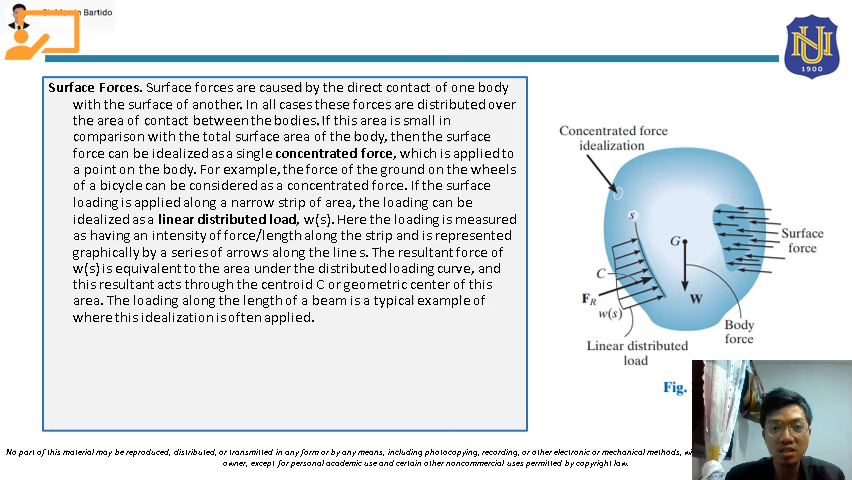 Bartido
NU
1900
Surface Forces. Surface forces are caused by the direct contact of one body
with the surface of another. In all cases these forces are distributed over
the area of contact between the bodies. If this area is small in
comparison with the total surface area of the body, then the surface
force can be idealized as a single concentrated force, which is applied to
a point on the body. For example, the force of the ground on the wheels
of a bicycle can be considered as a concentrated force. If the surface
loading is applied along a narrow strip of area, the loading can be
idealized as a linear distributed load, w(s). Here the loading is measured
as having an intensity of force/length along the strip and is represented
graphically by a series of arrows along the line s. The resultant force of
w(s) is equivalent to the area under the distributed loading curve, and
this resultant acts through the centroid C or geometric center of this
area. The loading along the length of a beam is a typical example of
where this idealization is often applied.
Concentrated force
idealization
s
G
Surface
force
C
F_R
W
w(s)
Body
force
Linear distributed
load
Fig.
No part of this material may be reproduced, distributed, or transmitted in any form or by any means, including photocopying, recording, or other electronic or mechanical methods,
owner, except for personal academic use and certain other noncommercial uses permitted by copyright law.